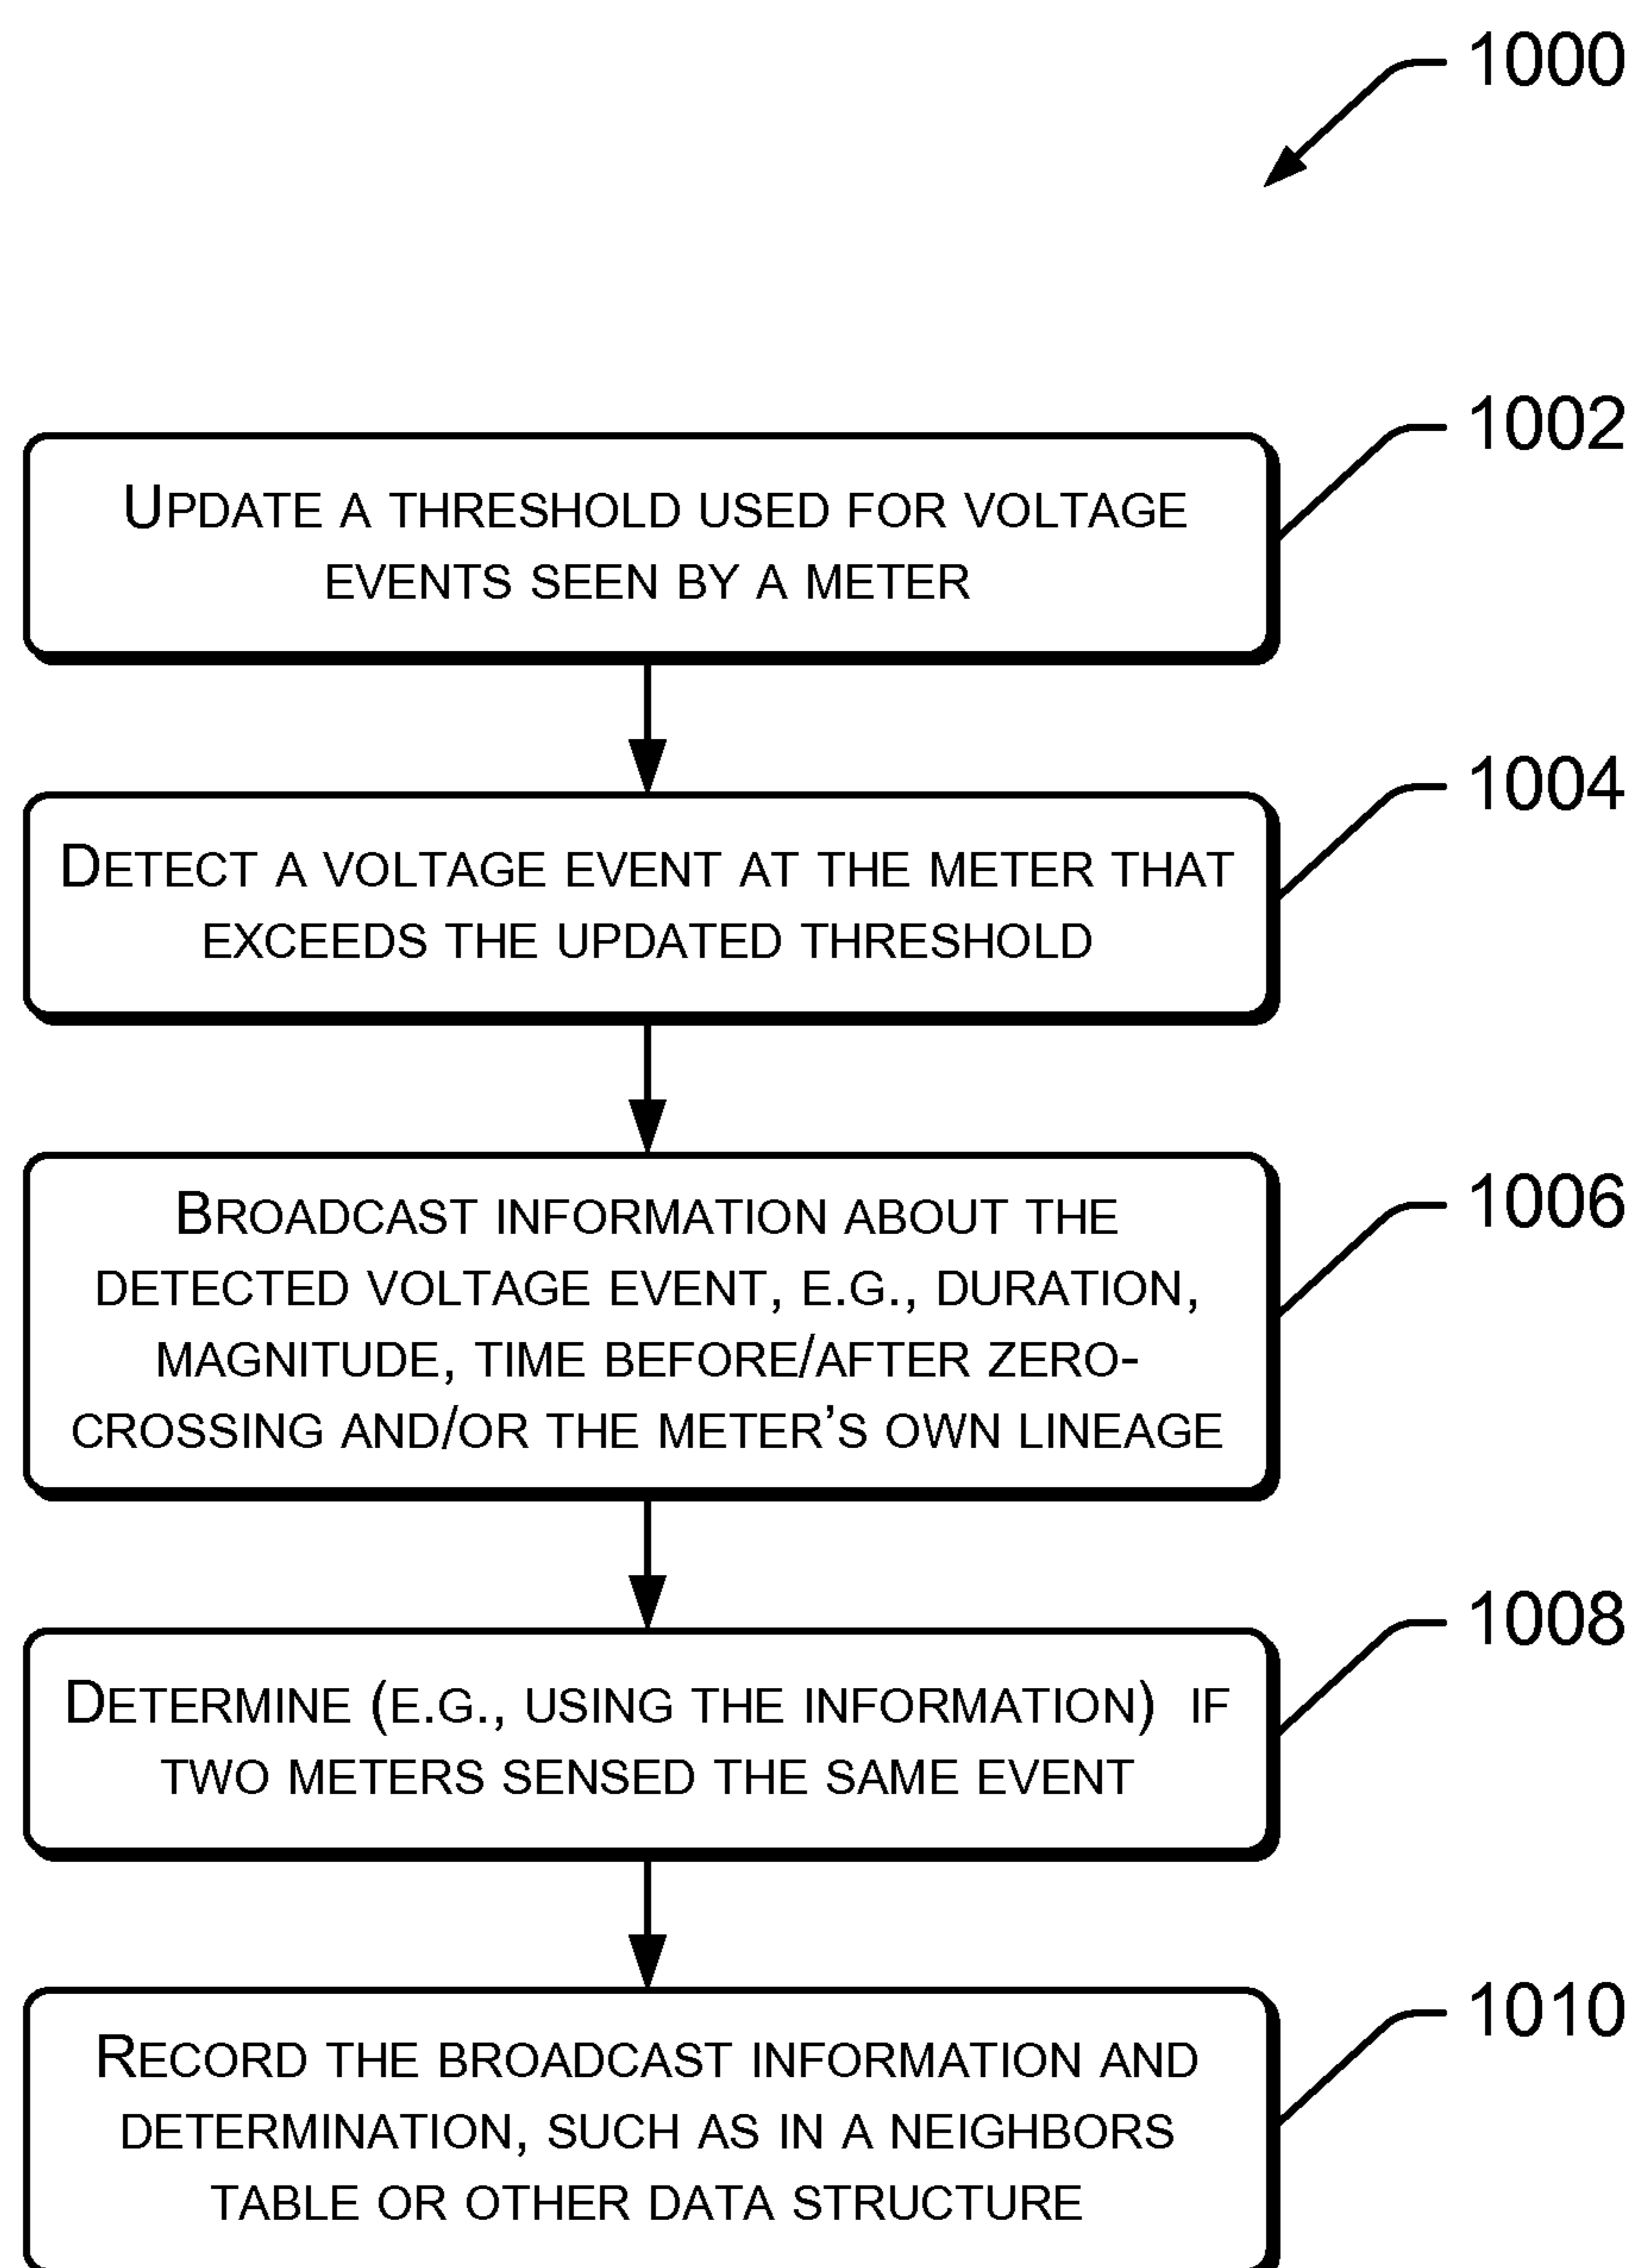 1000
1002
UPDATE A THRESHOLD USED FOR VOLTAGE
EVENTS SEEN BY A METER
1004
DETECT A VOLTAGE EVENT AT THE METER THAT
EXCEEDS THE UPDATED THRESHOLD
1006
BROADCAST INFORMATION ABOUT THE
DETECTED VOLTAGE EVENT, E.G., DURATION,
MAGNITUDE, TIME BEFORE/AFTER ZERO-
CROSSING AND/OR THE METER'S OWN LINEAGE
1008
DETERMINE (E.G., USING THE INFORMATION) IF
TWO METERS SENSED THE SAME EVENT
1010
RECORD THE BROADCAST INFORMATION AND
DETERMINATION, SUCH AS IN A NEIGHBORS
TABLE OR OTHER DATA STRUCTURE